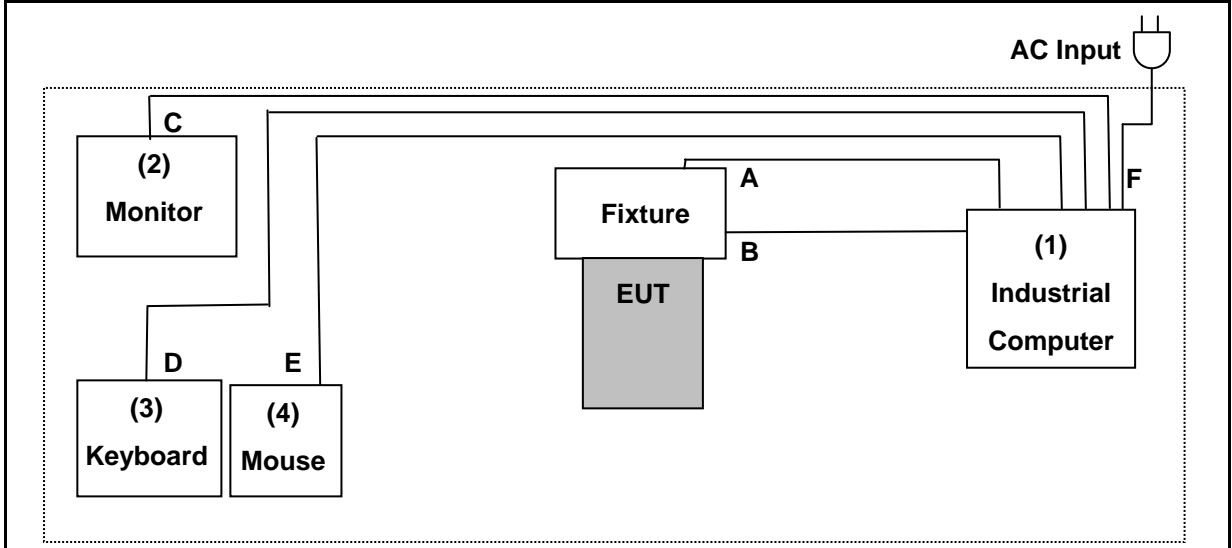 AC Input
C
(2)
Monitor
A
F
Fixture
B
(1)
Industrial
Computer
EUT
D
E
(3)
Keyboard
(4)
Mouse